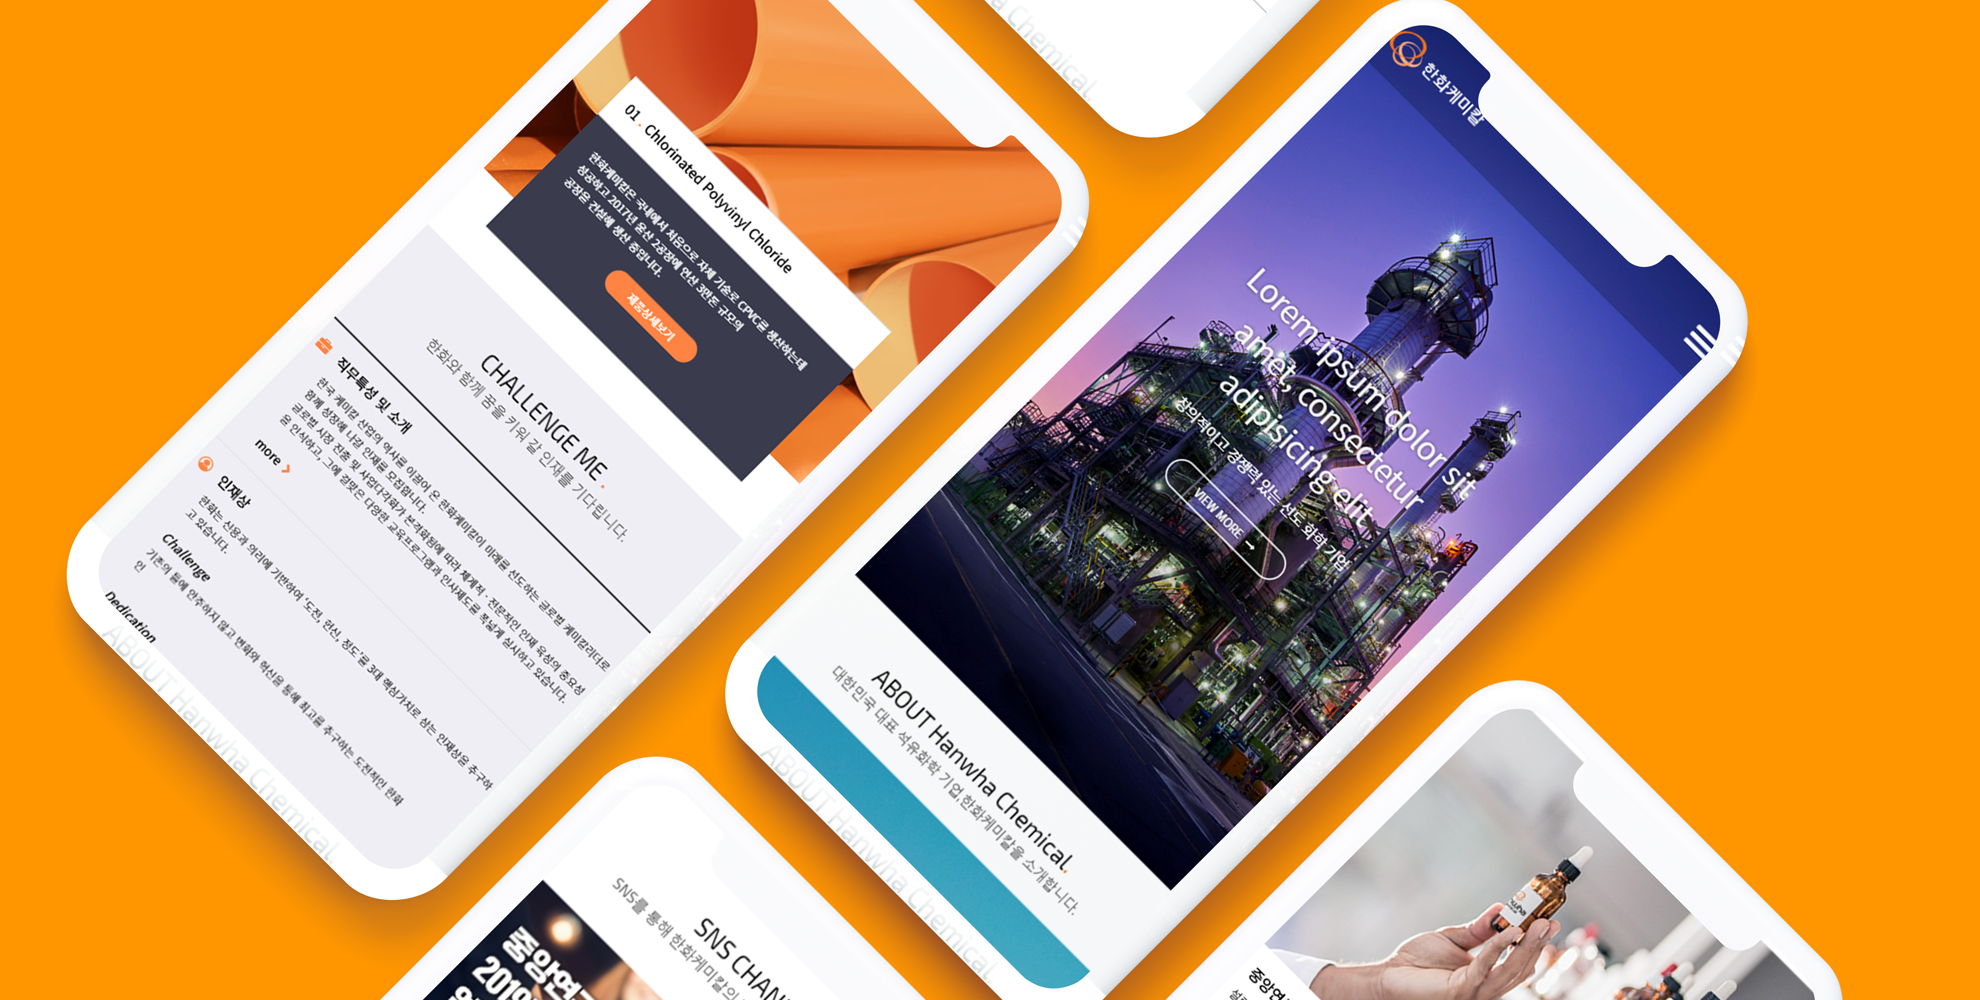 01 . Chlorinated Polyvinyl Chloride
한화케미칼은 국내에서 처음으로 자체 기술로 CPVC를 생산하는데
성공하고 2017년 울산 2공장에 연산 3만톤 규모의
공장을 건설해 생산 중입니다.
제품상세보기
CHALLENGE ME .
한화와 함께 꿈을 키워 갈 인재를 기다립니다.
직무특성 및 소개
한국 케미칼 산업의 역사를 이끌어 온 한화케미칼이 미래를 선도하는 글로벌 케미칼리더로
함께 성장해 나갈 인재를 모집합니다.
글로벌 시장 진출 및 사업다각화가 본격화됨에 따라 체계적 · 전문적인 인재 육성의 중요성
을 인식하고, 그에 걸맞은 다양한 교육프로그램과 인사제도를 폭넓게 실시하고 있습니다.
more
인재상
한화는 신용과 의리에 기반하여 '도전, 헌신, 정도'를 3대 핵심가치로 삼는 인재상을 추구하
고 있습니다.
Challenge
기존의 틀에 안주하지 않고 변화와 혁신을 통해 최고를 추구하는 도전적인 한화
인
Dedication
ABOUT Hanwha Chemical
Chemical
한화케미칼
Lorem ipsum dolor sit
amet, consectetur
adipisicing elit.
창의적이고 경쟁력 있는 선도 화학기업
VIEW MORE
ABOUT Hanwha Chemical.
대한민국 대표 석유화학 기업,한화케미칼을 소개합니다.
ABOUT Hanwha Chemical
SNS CHAN
SNS를 통해 한화케미칼의
중앙연구
2019
중앙연